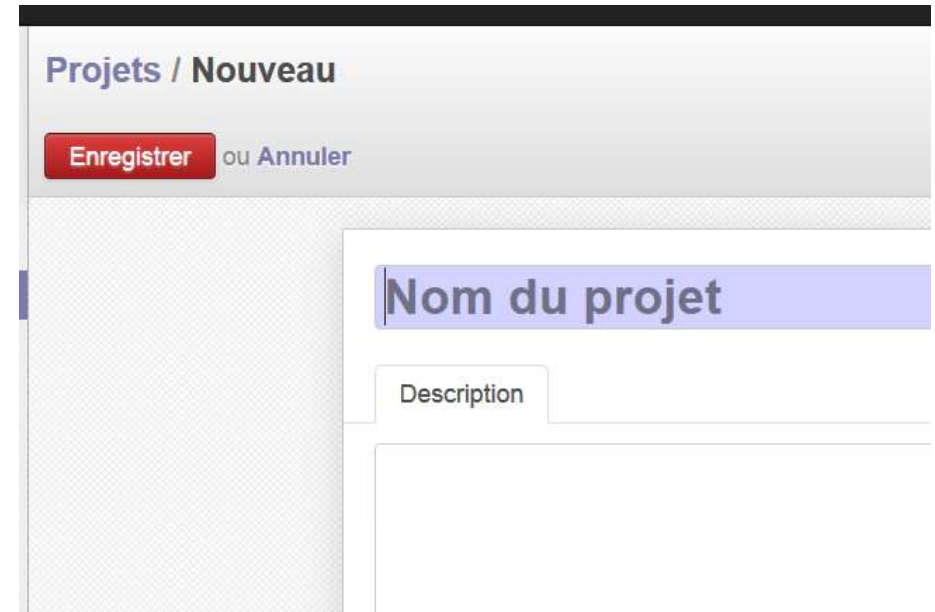 Projets / Nouveau
Enregistrer ou Annuler
Nom du projet
Description